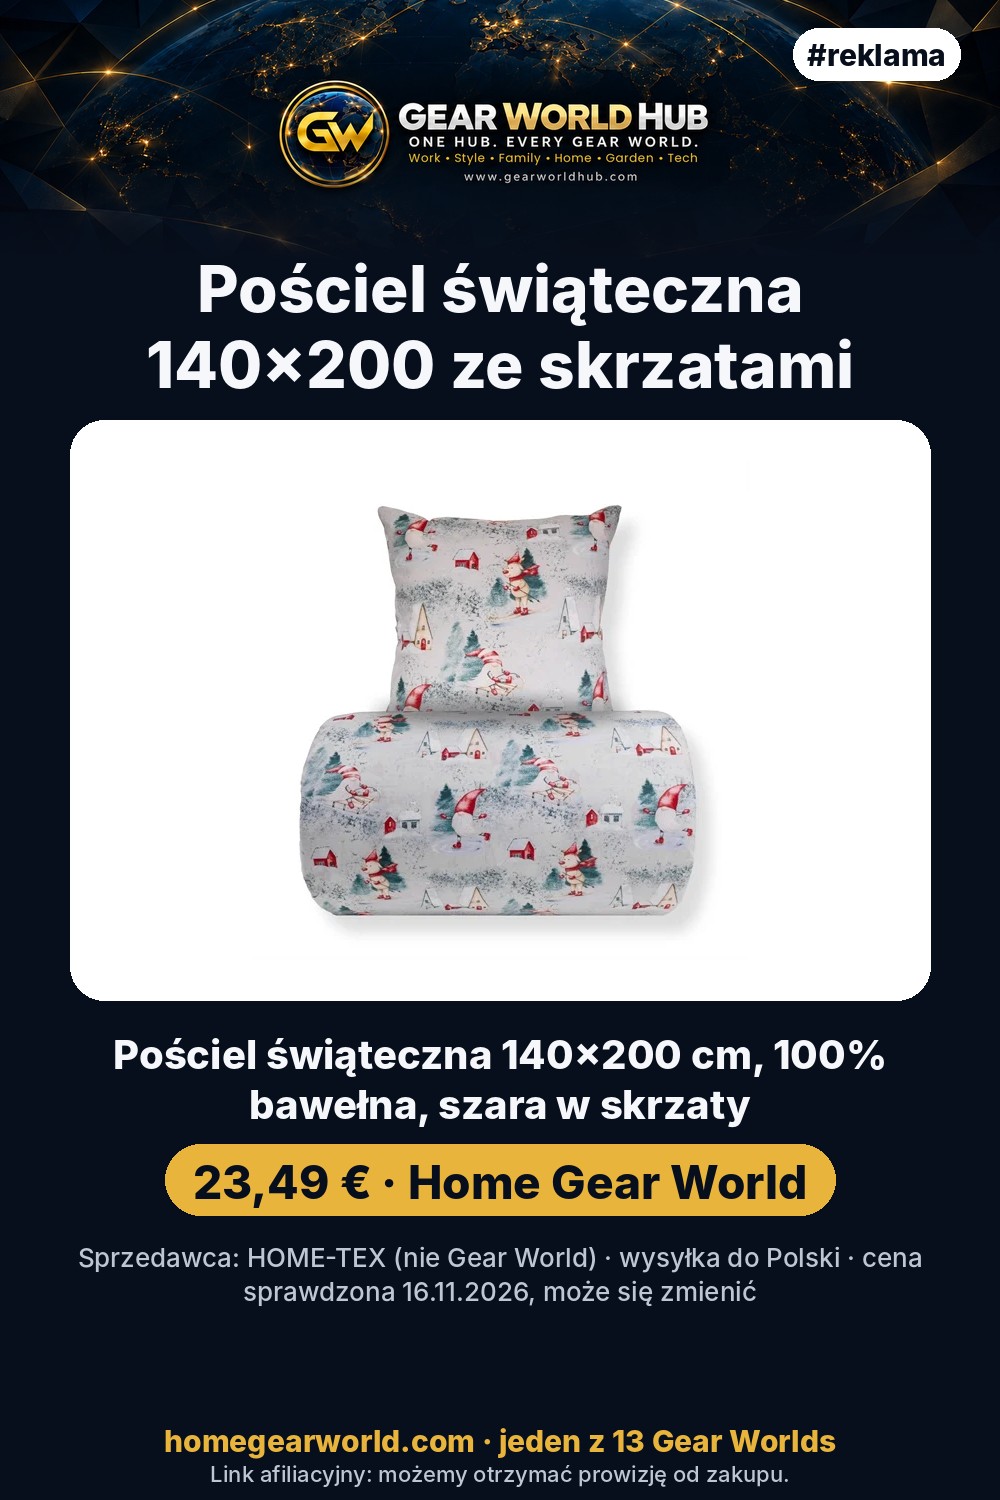 #reklama
GW
GEAR WORLD HUB
ONE HUB. EVERY GEAR WORLD.
Work • Style • Family • Home • Garden • Tech
www.gearworldhub.com
Pościel świąteczna
140×200 ze skrzatami
Pościel świąteczna 140×200 cm, 100%
bawełna, szara w skrzaty
23,49 € · Home Gear World
Sprzedawca: HOME-TEX (nie Gear World) · wysyłka do Polski · cena
sprawdzona 16.11.2026, może się zmienić
homegearworld.com · jeden z 13 Gear Worlds
Link afiliacyjny: możemy otrzymać prowizję od zakupu.